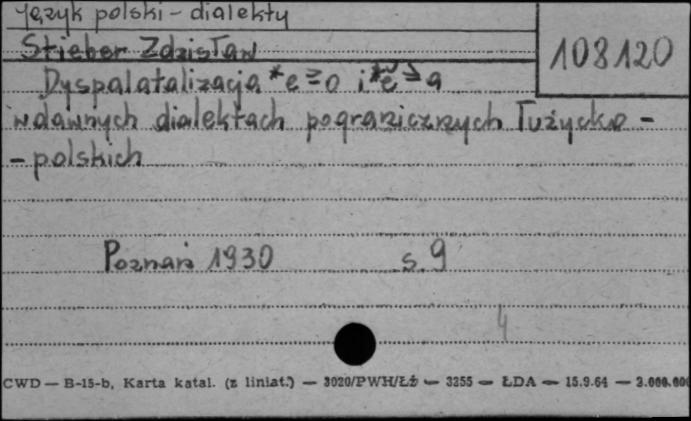 Język polski - dialekty
Stieber Zdzisław
108120
Dyspalatalizacja *e ≥ o i *ě > a
w dawnych dialektach pogranicznych łużycko -
- polskich
Poznań 1930 s. 9
4
CWD — B-15-b, Karta katal. (z liniat.) — 3020/PWH/Łż — 3255 — ŁDA — 15.9.64 — 2.000.000